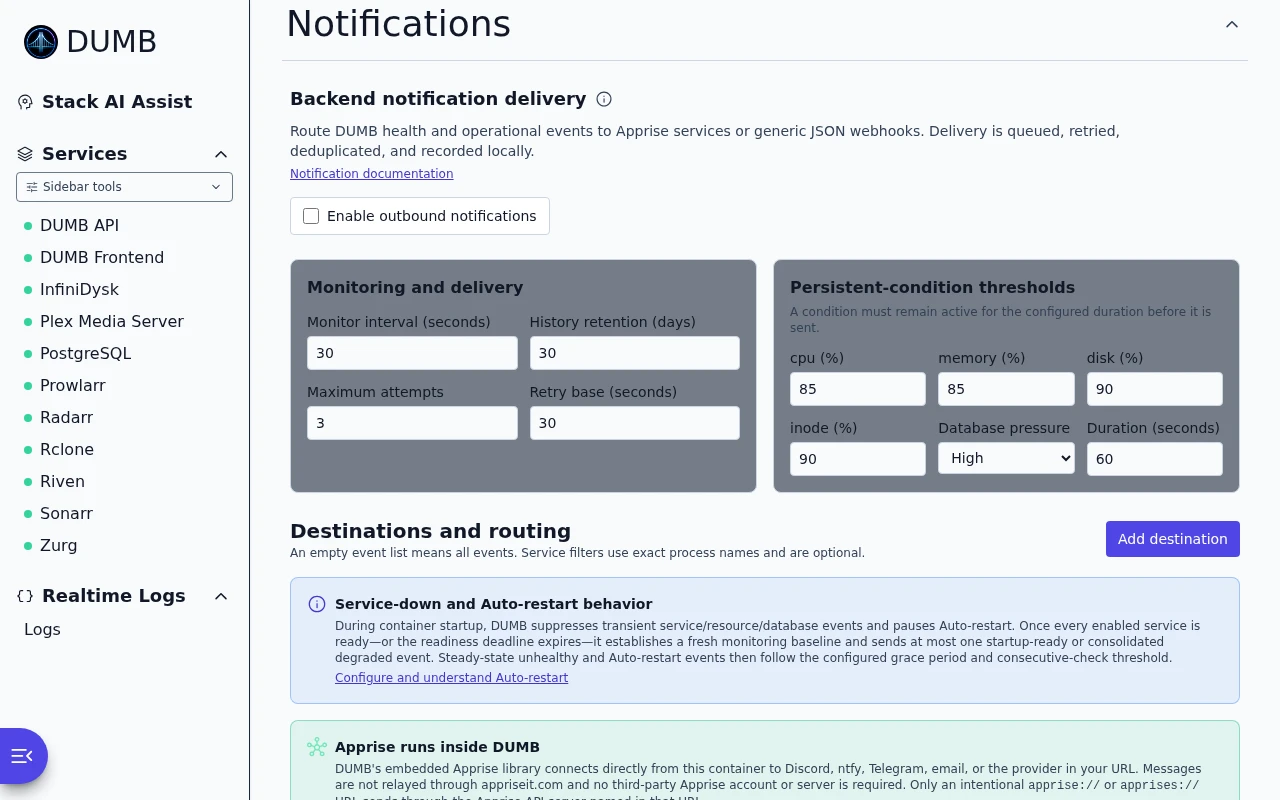 DUMB
Stack AI Assist
Services
Sidebar tools
DUMB API
DUMB Frontend
InfiniDysk
Plex Media Server
PostgreSQL
Prowlarr
Radarr
Rclone
Riven
Sonarr
Zurg
Realtime Logs
Logs
Notifications
Backend notification delivery
Route DUMB health and operational events to Apprise services or generic JSON webhooks. Delivery is queued, retried,
deduplicated, and recorded locally.
Notification documentation
Enable outbound notifications
Monitoring and delivery
Monitor interval (seconds) History retention (days)
30 30
Maximum attempts Retry base (seconds)
3 30
Persistent-condition thresholds
A condition must remain active for the configured duration before it is
sent.
cpu (%) memory (%) disk (%)
85 85 90
inode (%) Database pressure Duration (seconds)
90 High 60
Destinations and routing
An empty event list means all events. Service filters use exact process names and are optional.
Add destination
Service-down and Auto-restart behavior
During container startup, DUMB suppresses transient service/resource/database events and pauses Auto-restart. Once every enabled service is
ready—or the readiness deadline expires—it establishes a fresh monitoring baseline and sends at most one startup-ready or consolidated
degraded event. Steady-state unhealthy and Auto-restart events then follow the configured grace period and consecutive-check threshold.
Configure and understand Auto-restart
Apprise runs inside DUMB
DUMB's embedded Apprise library connects directly from this container to Discord, ntfy, Telegram, email, or the provider in your URL. Messages
are not relayed through appriseit.com and no third-party Apprise account or server is required. Only an intentional apprise:// or apprises://
URL sends through the Apprise API server named in that URL.